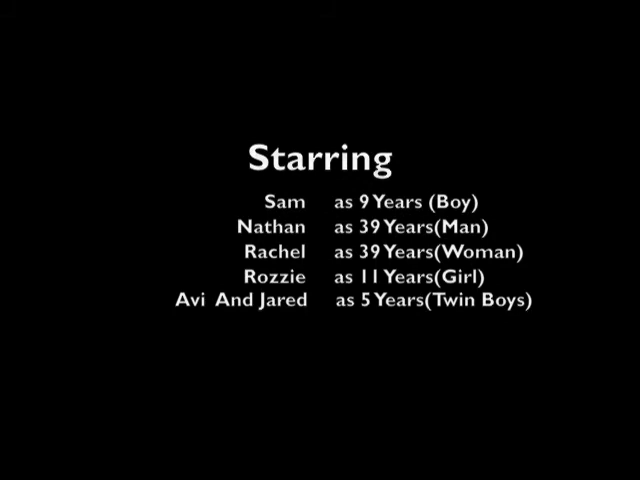 Starring
Sam as 9 Years (Boy)
Nathan as 39 Years(Man)
Rachel as 39 Years(Woman)
Rozzie as 11 Years(Girl)
Avi And Jared as 5 Years(Twin Boys)